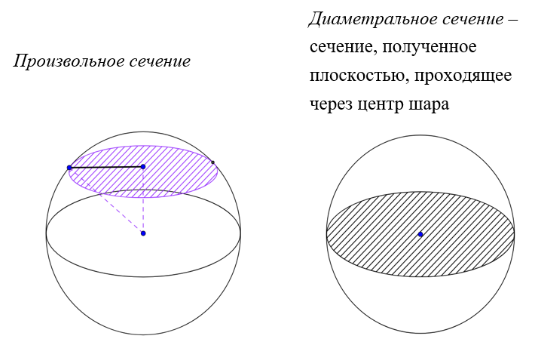 Произвольное сечение
Диаметральное сечение –
сечение, полученное
плоскостью, проходящее
через центр шара